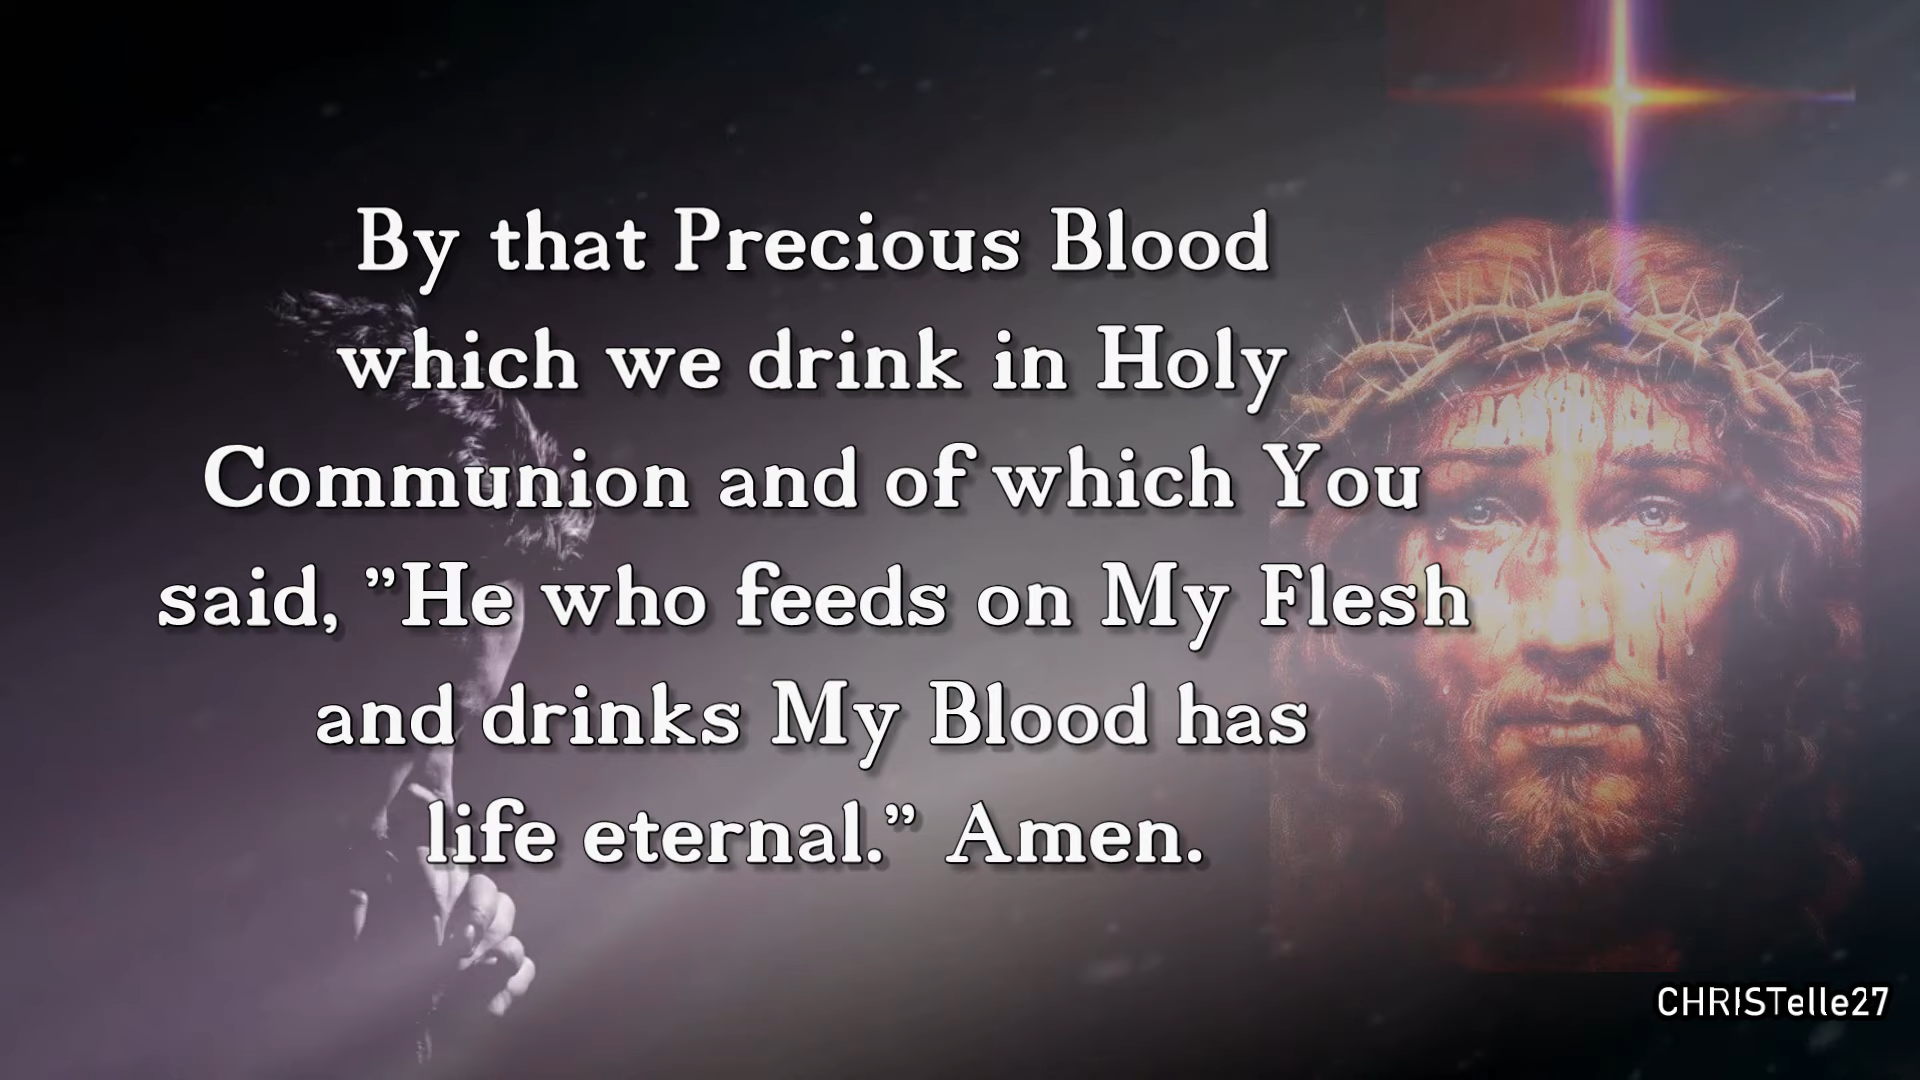 By that Precious Blood
which we drink in Holy
Communion and of which You
said, ”He who feeds on My Flesh
and drinks My Blood has
life eternal.” Amen.
CHRISTelle27